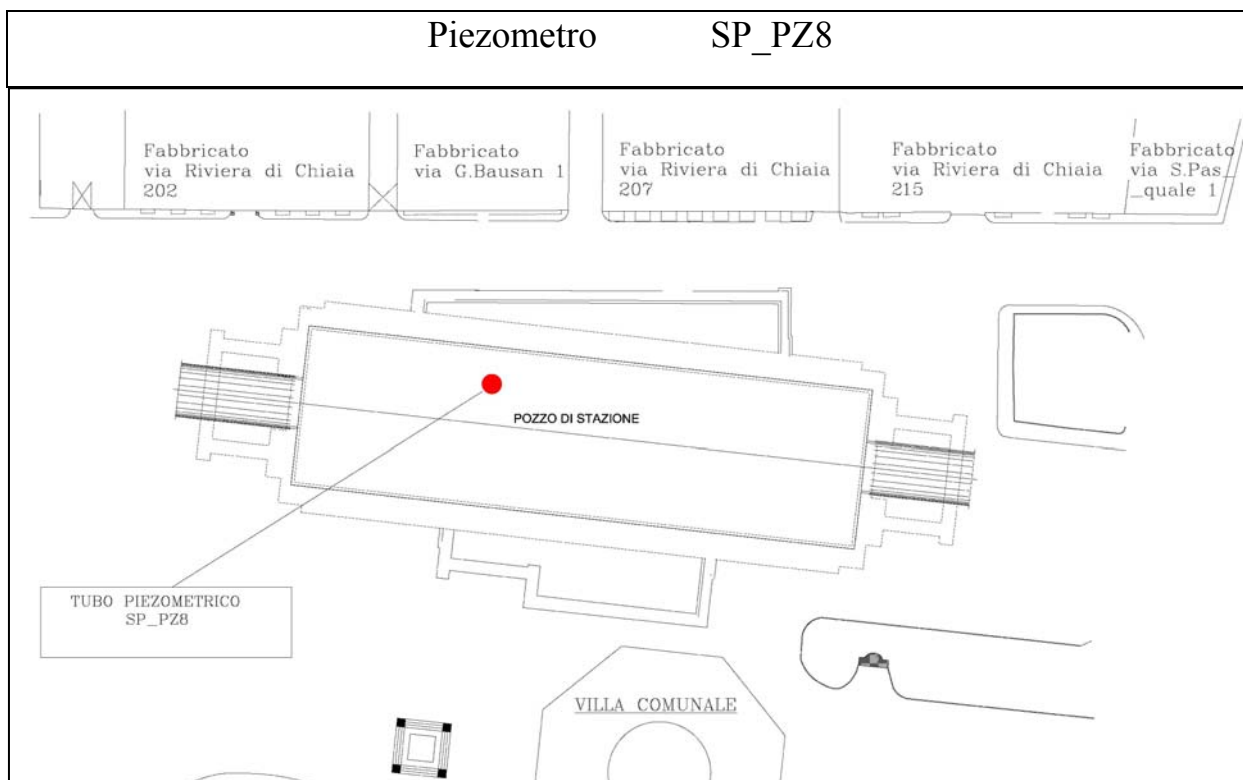 Piezometro SP_PZ8
Fabbricato
via Riviera di Chiaia
202
Fabbricato
via G.Bausan 1
Fabbricato
via Riviera di Chiaia
207
Fabbricato
via Riviera di Chiaia
215
Fabbricato
via S.Pas
_quale 1
POZZO DI STAZIONE
TUBO PIEZOMETRICO
SP_PZ8
VILLA COMUNALE